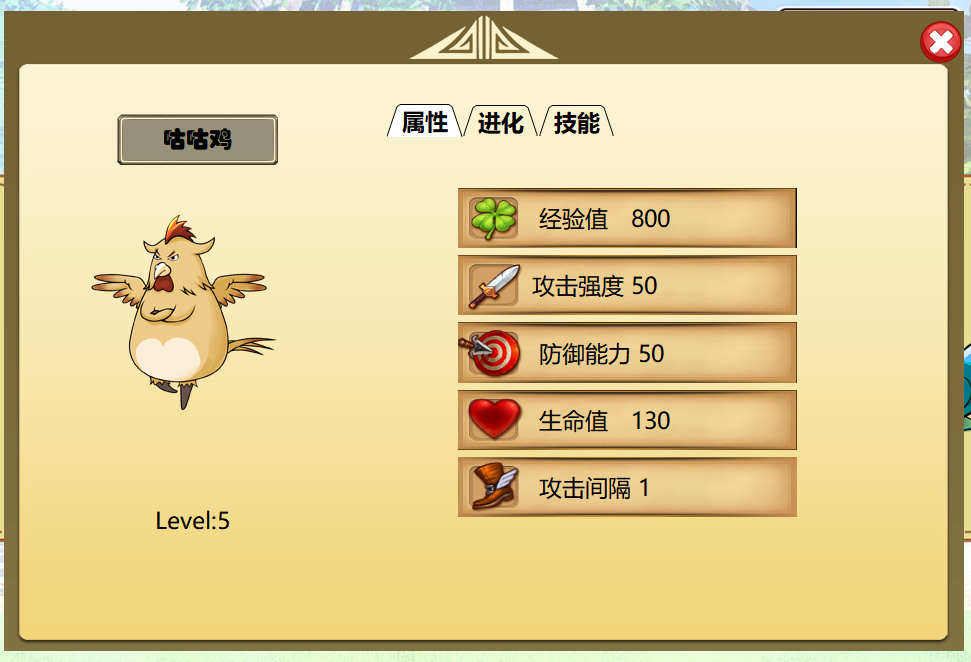 属性 进化 技能
咕咕鸡
经验值 800
攻击强度 50
防御能力 50
生命值 130
攻击间隔 1
Level:5